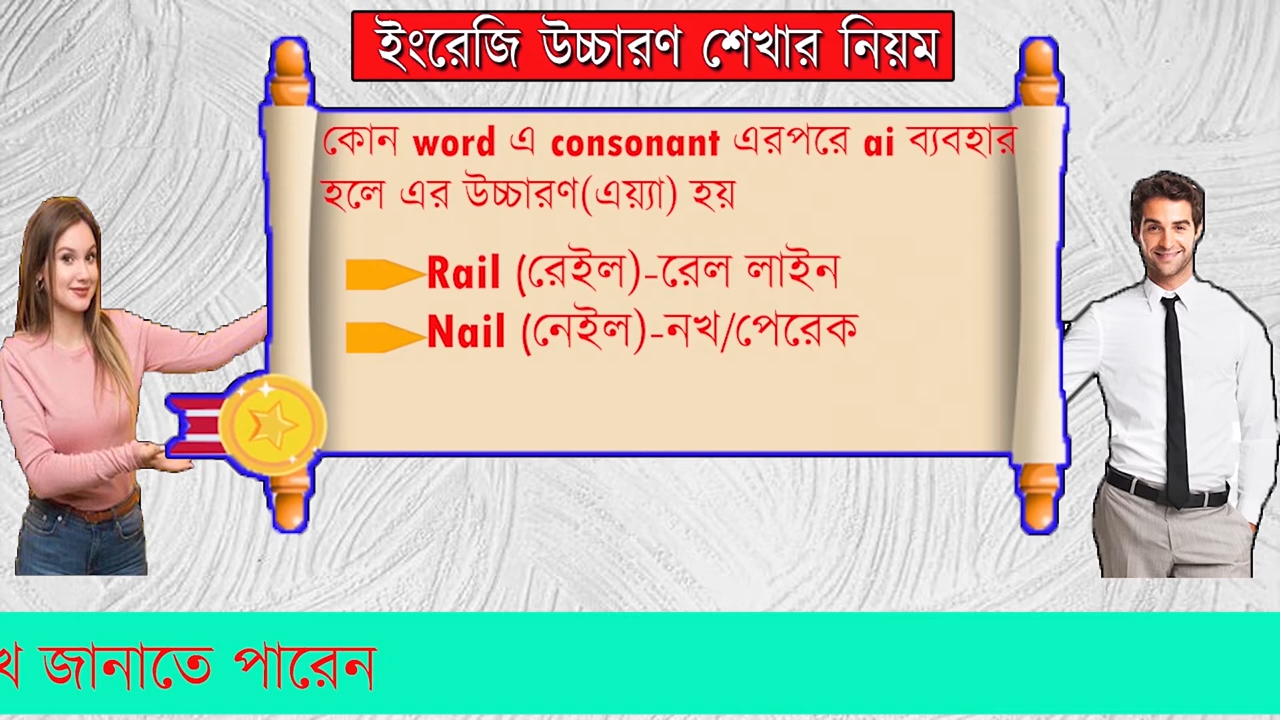 ইংরেজি উচ্চারণ শেখার নিয়ম
কোন word এ consonant এরপরে ai ব্যবহার
হলে এর উচ্চারণ(এয়্যা) হয়
Rail (রেইল)-রেল লাইন
Nail (নেইল)-নখ/পেরেক
জানাতে পারেন